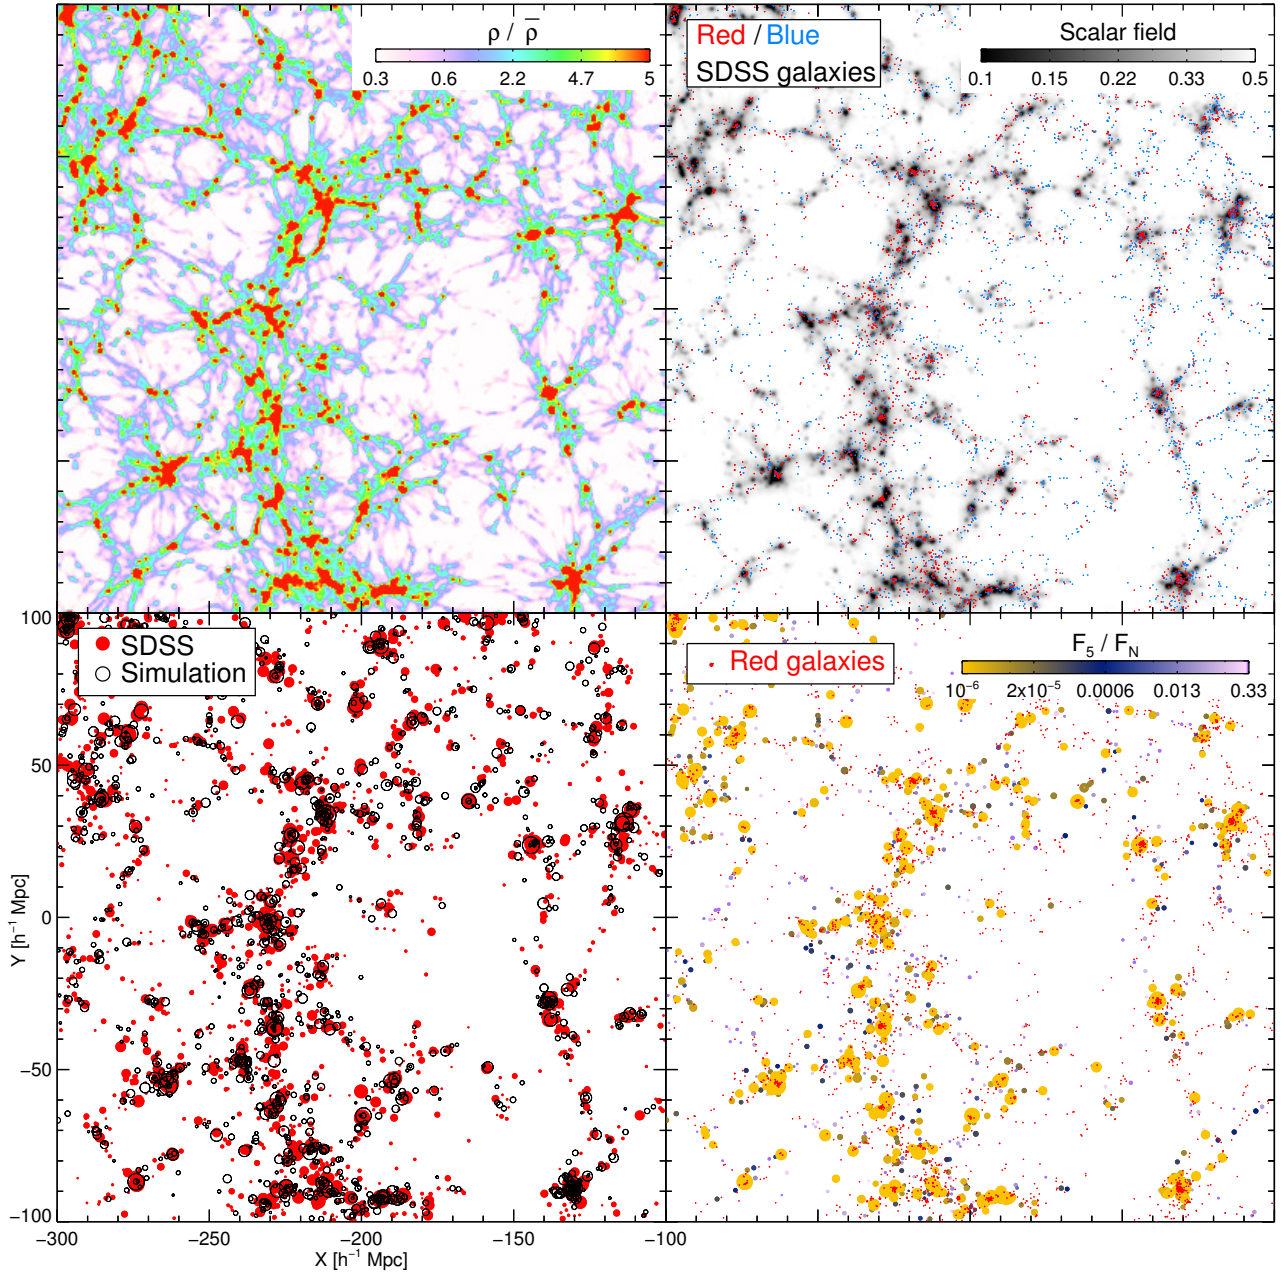 ρ / ρ̅
0.3 0.6 2.2 4.7 5
Red / Blue
SDSS galaxies
Scalar field
0.1 0.15 0.22 0.33 0.5
SDSS
Simulation
Red galaxies
F₅ / F_N
10⁻⁶ 2x10⁻⁵ 0.0006 0.013 0.33
100
50
0
−50
−100
Y [h⁻¹ Mpc]
−300 −250 −200 −150 −100
X [h⁻¹ Mpc]